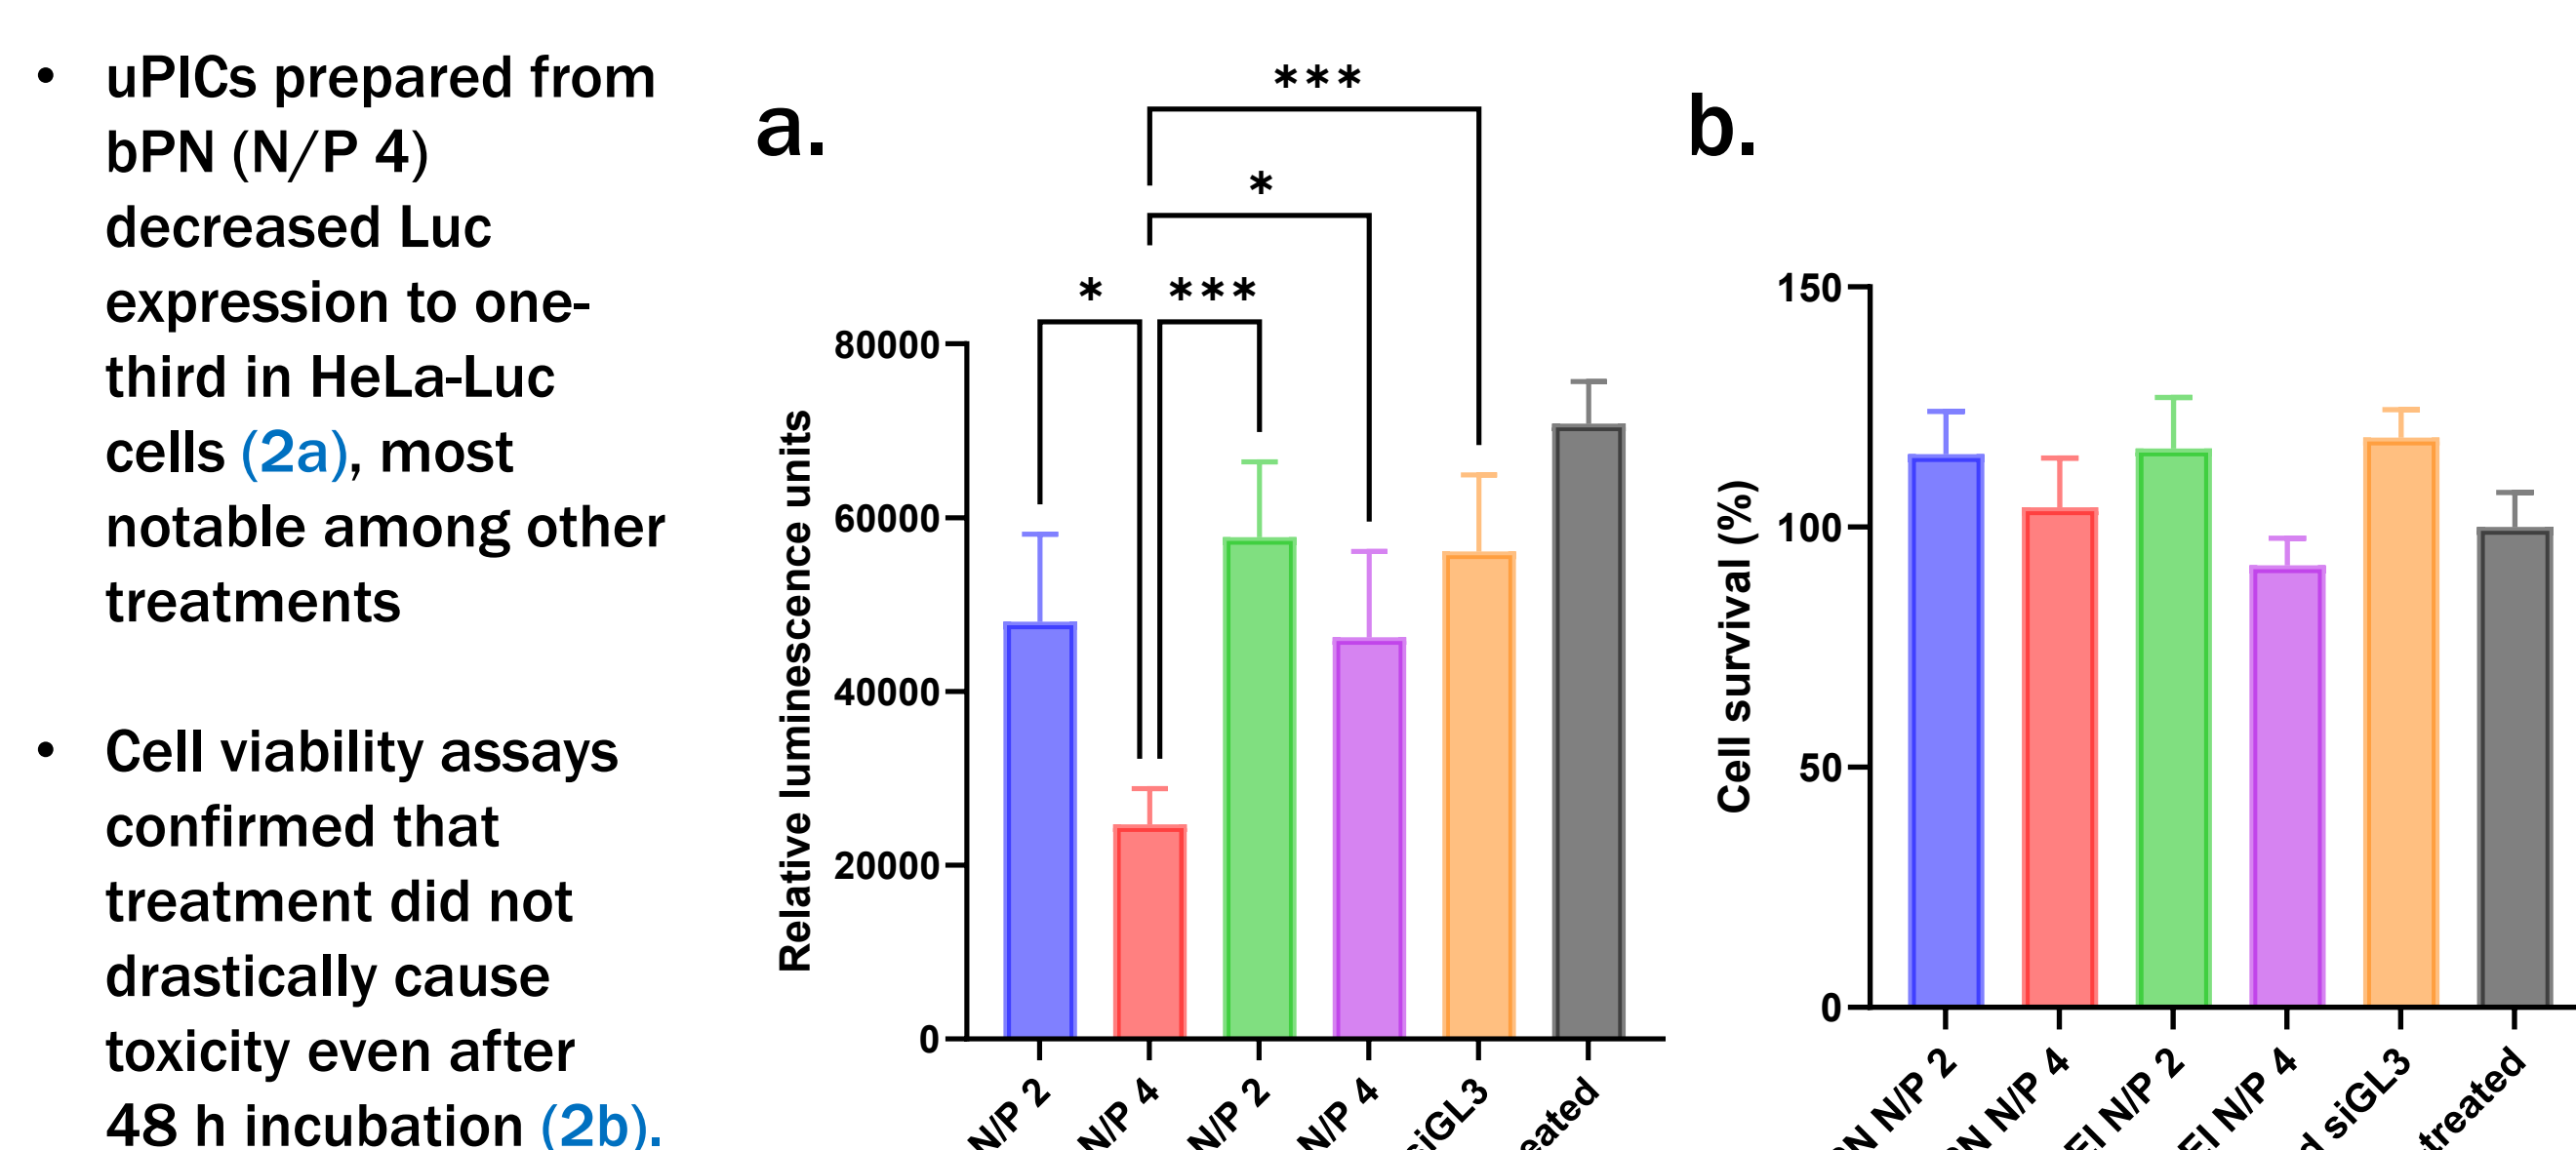 • uPICs prepared from
bPN (N/P 4)
decreased Luc
expression to one-
third in HeLa-Luc
cells (2a), most
notable among other
treatments
• Cell viability assays
confirmed that
treatment did not
drastically cause
toxicity even after
48 h incubation (2b).
a.
***
*
* ***
80000
60000
40000
20000
0
Relative luminescence units
N/P 2
N/P 4
N/P 2
N/P 4
siGL3
b.
150
100
50
0
Cell survival (%)
N/P 2
N/P 4
N/P 2
N/P 4
siGL3
treated